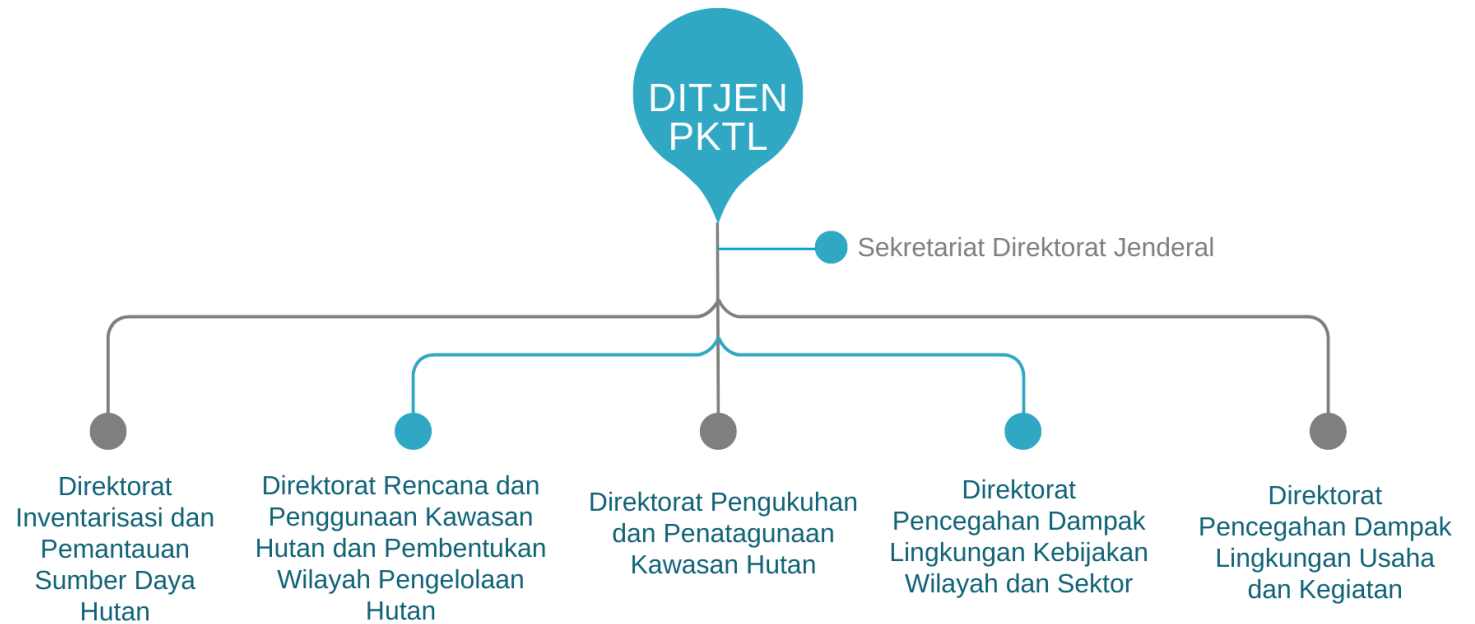 DITJEN
PKTL
Sekretariat Direktorat Jenderal
Direktorat
Inventarisasi dan
Pemantauan
Sumber Daya
Hutan
Direktorat Rencana dan
Penggunaan Kawasan
Hutan dan Pembentukan
Wilayah Pengelolaan
Hutan
Direktorat Pengukuhan
dan Penatagunaan
Kawasan Hutan
Direktorat
Pencegahan Dampak
Lingkungan Kebijakan
Wilayah dan Sektor
Direktorat
Pencegahan Dampak
Lingkungan Usaha
dan Kegiatan